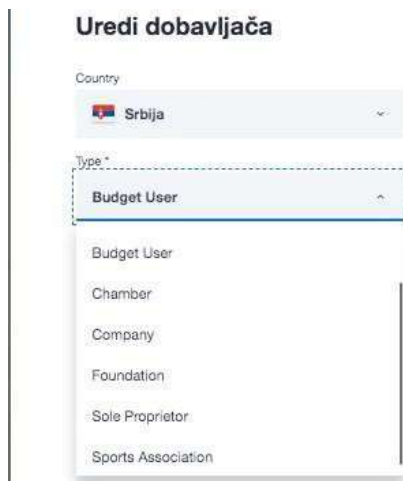 Uredi dobavljača
Country
Srbija
Type *
Budget User
Budget User
Chamber
Company
Foundation
Sole Proprietor
Sports Association